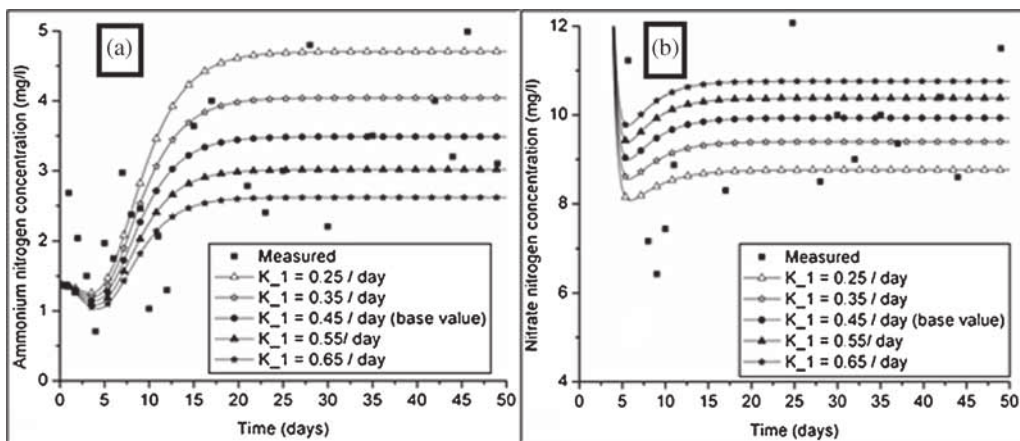 (a)
Ammonium nitrogen concentration (mg/l)
5
4
3
2
1
0
Measured
K_1 = 0.25 / day
K_1 = 0.35 / day
K_1 = 0.45 / day (base value)
K_1 = 0.55/ day
K_1 = 0.65/ day
0 5 10 15 20 25 30 35 40 45 50
Time (days)
(b)
Nitrate nitrogen concentration (mg/l)
12
10
8
6
4
Measured
K_1 = 0.25 / day
K_1 = 0.35 / day
K_1 = 0.45 / day (base value)
K_1 = 0.55/ day
K_1 = 0.65/ day
0 5 10 15 20 25 30 35 40 45 50
Time (days)